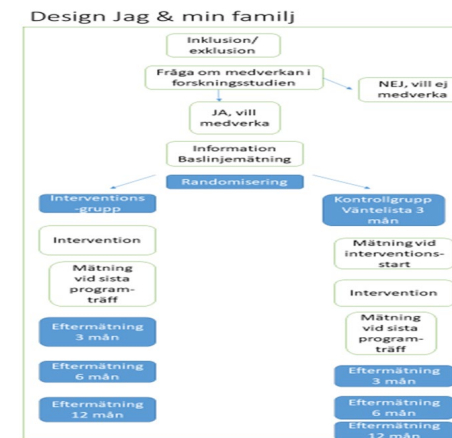 Design Jag & min familj
Inklusion/
exklusion
Fråga om medverkan i
forskningsstudien
NEJ, vill ej
medverka
JA, vill
medverka
Information
Baslinjemätning
Randomisering
Interventions
-grupp
Intervention
Mätning
vid sista
program-
träff
Eftermätning
3 mån
Eftermätning
6 mån
Eftermätning
12 mån
Kontrollgrupp
Väntelista 3
mån
Mätning vid
interventions-
start
Intervention
Mätning
vid sista
program-
träff
Eftermätning
3 mån
Eftermätning
6 mån
Eftermätning
12 mån